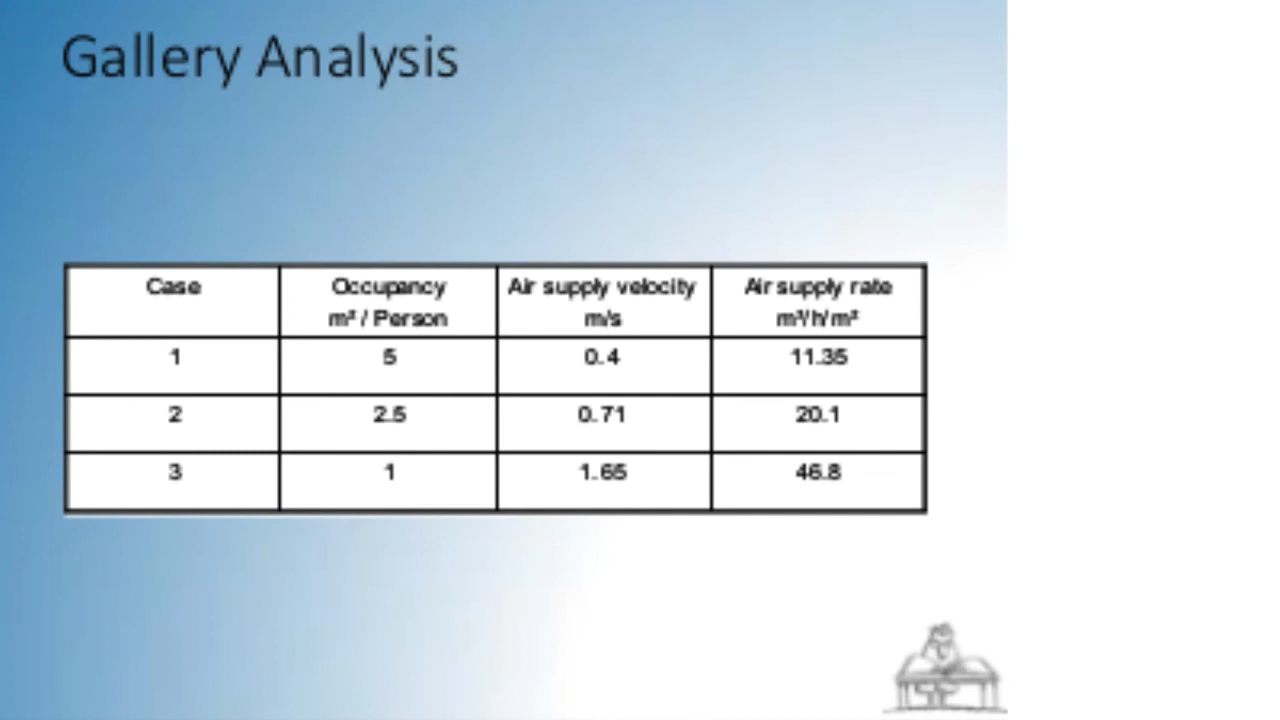 Gallery Analysis
Case Occupancy Air supply velocity Air supply rate
m² / Person m/s m³/h/m²
1 5 0.4 11.35
2 2.5 0.71 20.1
3 1 1.65 46.8